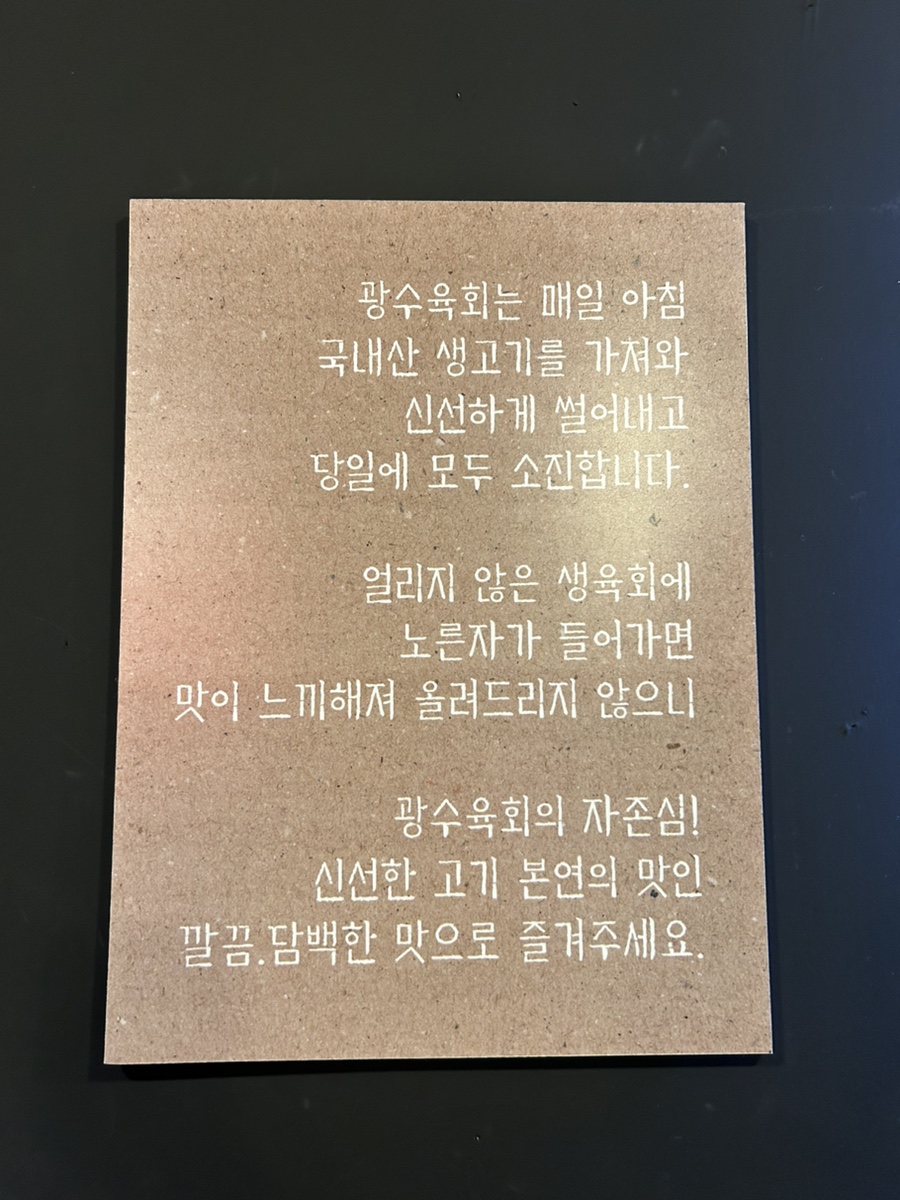 광수육회는 매일 아침
국내산 생고기를 가져와
신선하게 썰어내고
당일에 모두 소진합니다.
얼리지 않은 생육회에
노른자가 들어가면
맛이 느끼해져 올려드리지 않으니
광수육회의 자존심!
신선한 고기 본연의 맛인
깔끔.담백한 맛으로 즐겨주세요.